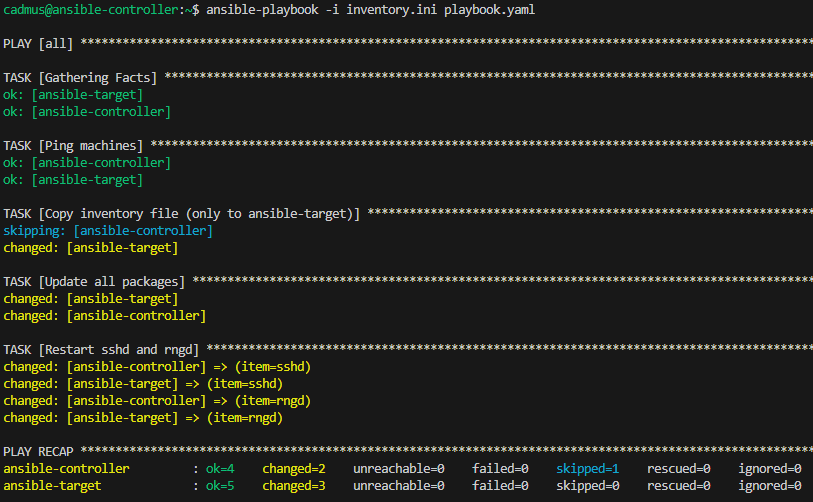 cadmus@ansible-controller:~$ ansible-playbook -i inventory.ini playbook.yaml
PLAY [all] *********************************************************************************************************
TASK [Gathering Facts] *********************************************************************************************
ok: [ansible-target]
ok: [ansible-controller]
TASK [Ping machines] ***********************************************************************************************
ok: [ansible-controller]
ok: [ansible-target]
TASK [Copy inventory file (only to ansible-target)] ****************************************************************
skipping: [ansible-controller]
changed: [ansible-target]
TASK [Update all packages] *****************************************************************************************
changed: [ansible-target]
changed: [ansible-controller]
TASK [Restart sshd and rngd] ***************************************************************************************
changed: [ansible-controller] => (item=sshd)
changed: [ansible-target] => (item=sshd)
changed: [ansible-controller] => (item=rngd)
changed: [ansible-target] => (item=rngd)
PLAY RECAP *********************************************************************************************************
ansible-controller         : ok=4    changed=2    unreachable=0    failed=0    skipped=1    rescued=0    ignored=0
ansible-target             : ok=5    changed=3    unreachable=0    failed=0    skipped=0    rescued=0    ignored=0